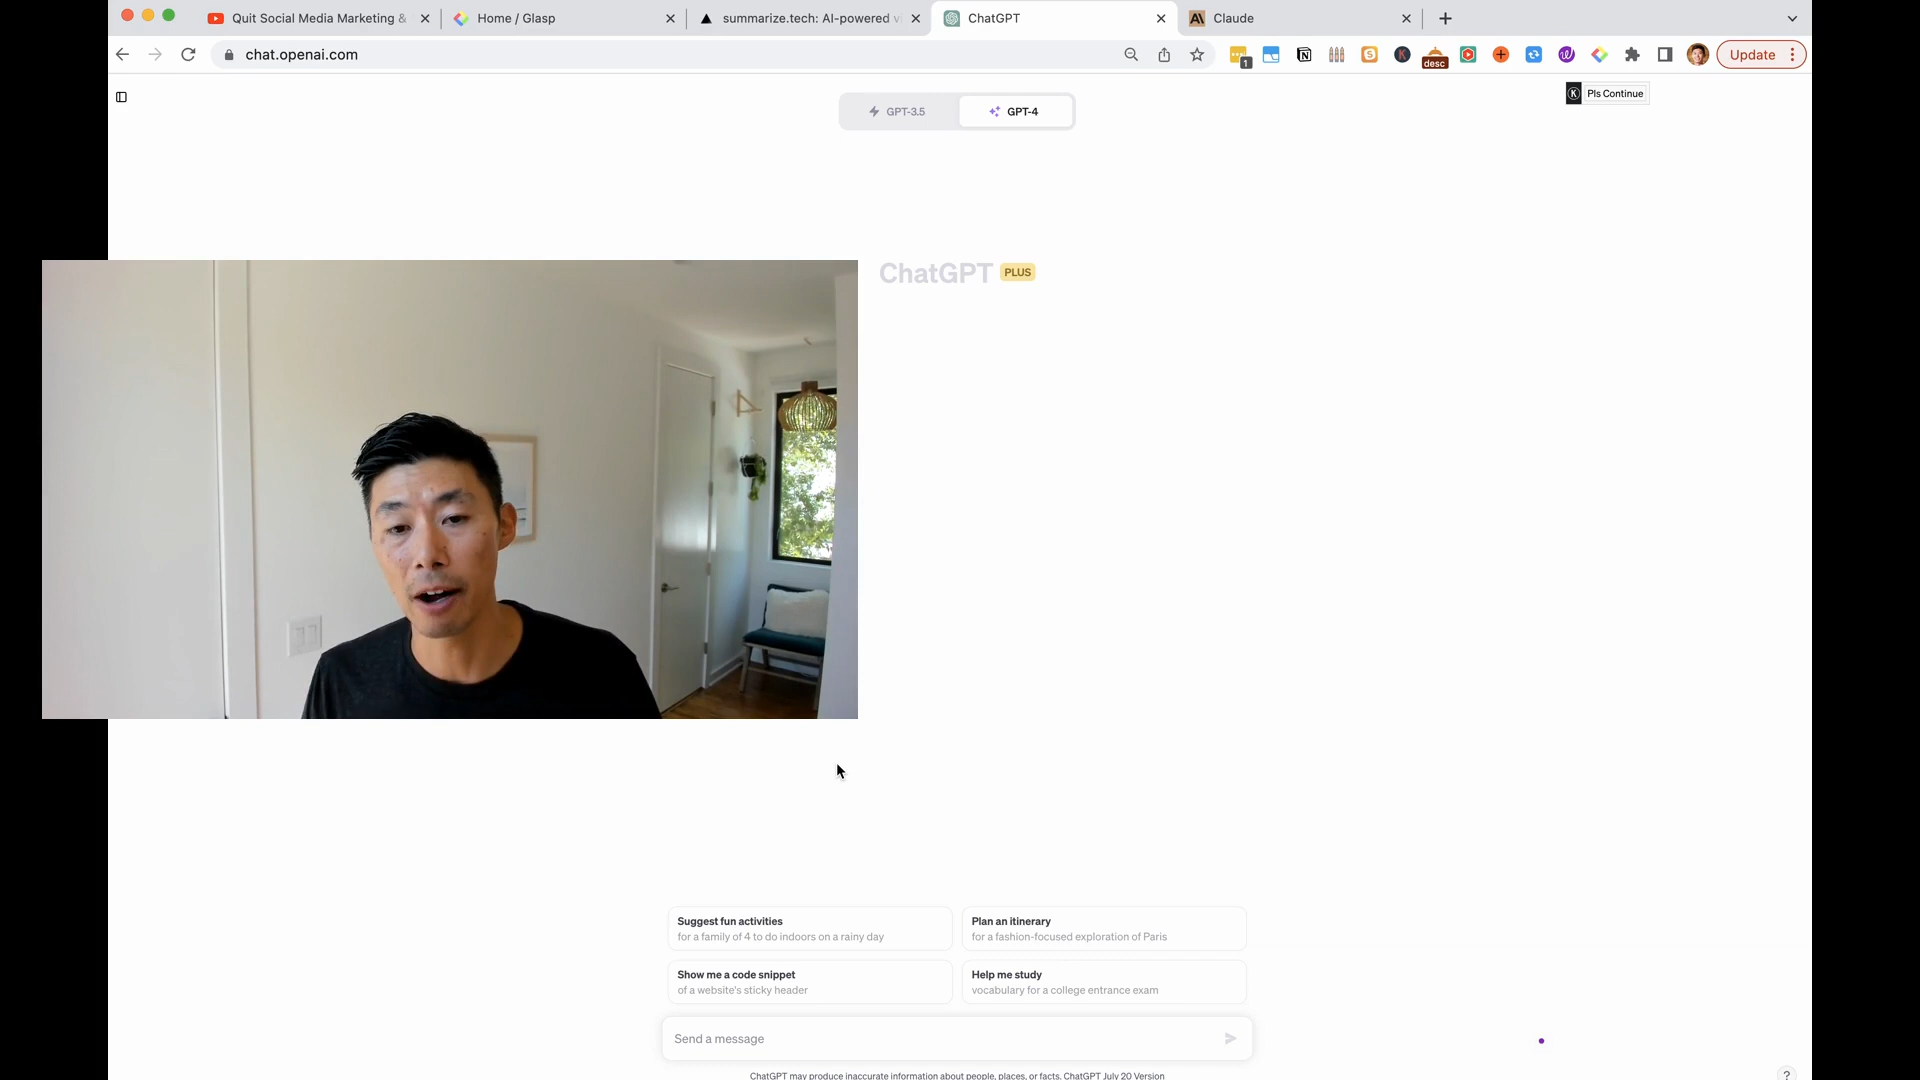 Quit Social Media Marketing &
Home / Glasp
summarize.tech: AI-powered vi
ChatGPT
Claude
chat.openai.com
1
desc
Update
Pls Continue
GPT-3.5
GPT-4
ChatGPT PLUS
Suggest fun activities
for a family of 4 to do indoors on a rainy day
Plan an itinerary
for a fashion-focused exploration of Paris
Show me a code snippet
of a website's sticky header
Help me study
vocabulary for a college entrance exam
Send a message
ChatGPT may produce inaccurate information about people, places, or facts. ChatGPT July 20 Version
?